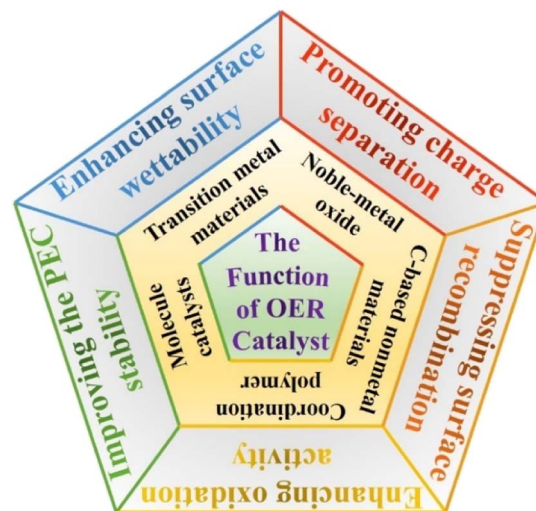 Enhancing surface
wettability
Promoting charge
separation
Suppressing surface
recombination
Enhancing oxidation
activity
Improving the PEC
stability
Transition metal
materials
Noble-metal
oxide
C-based nonmetal
materials
Coordination
polymer
Molecule
catalysts
The
Function
of OER
Catalyst